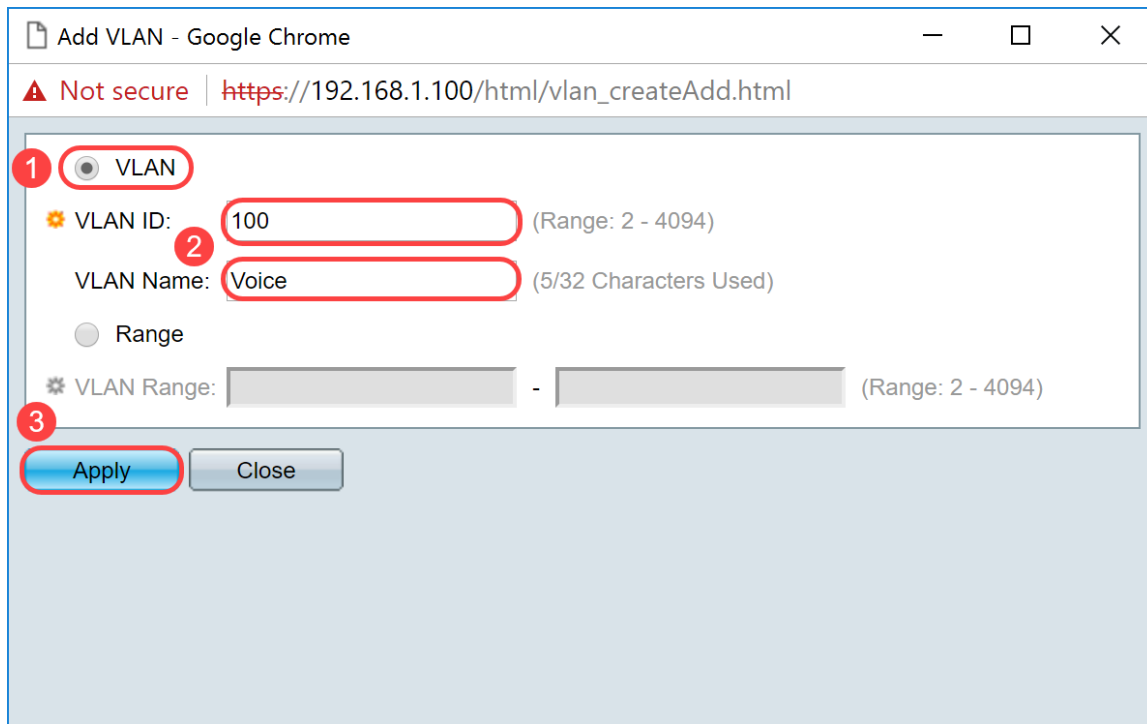 Add VLAN - Google Chrome
Not secure https://192.168.1.100/html/vlan_createAdd.html
1 VLAN
VLAN ID: 100 (Range: 2 - 4094)
2
VLAN Name: Voice (5/32 Characters Used)
Range
VLAN Range: - (Range: 2 - 4094)
3
Apply Close